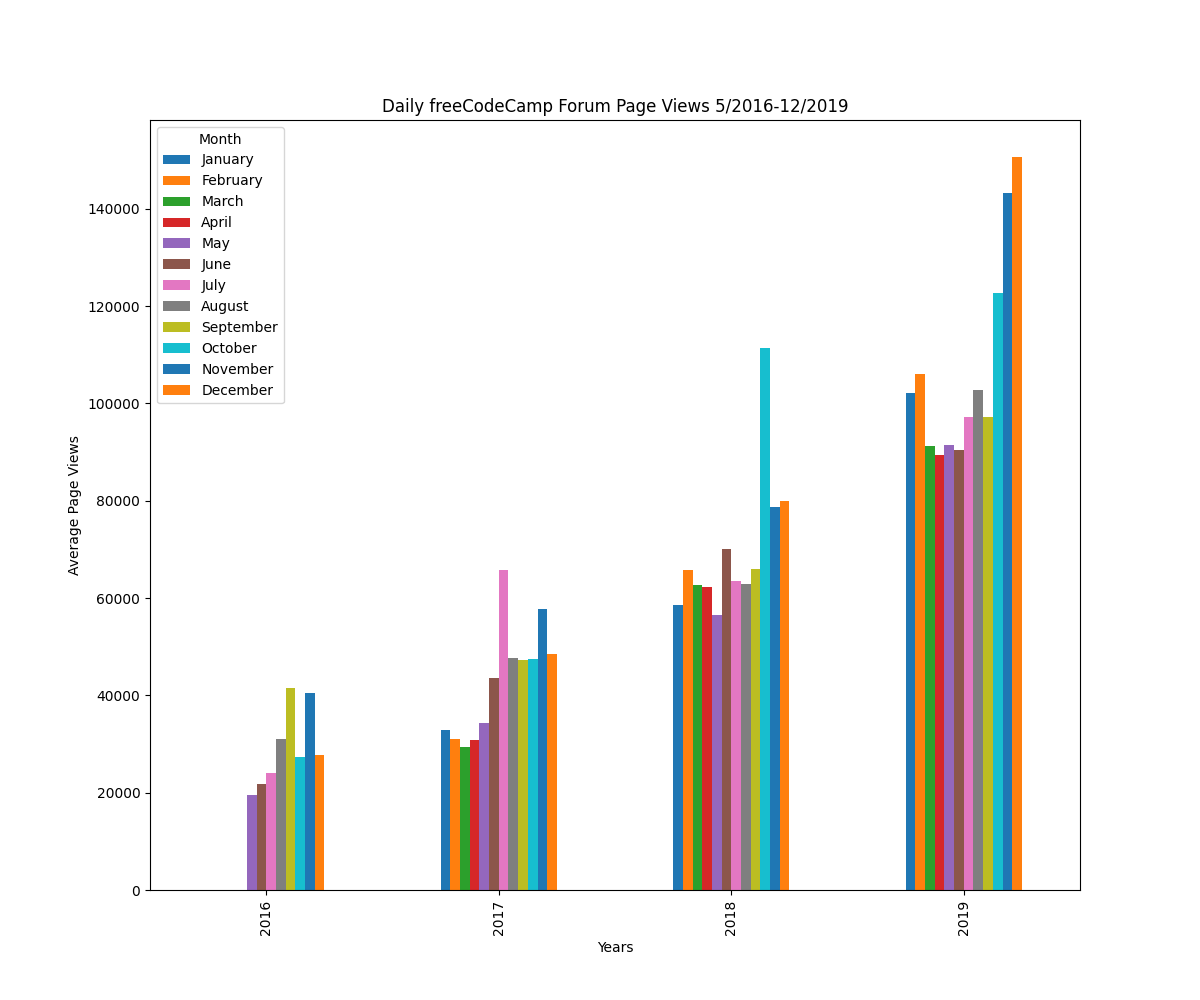 Daily freeCodeCamp Forum Page Views 5/2016-12/2019
Month
January
February
March
April
May
June
July
August
September
October
November
December
Average Page Views
140000
120000
100000
80000
60000
40000
20000
0
2016
2017
2018
2019
Years